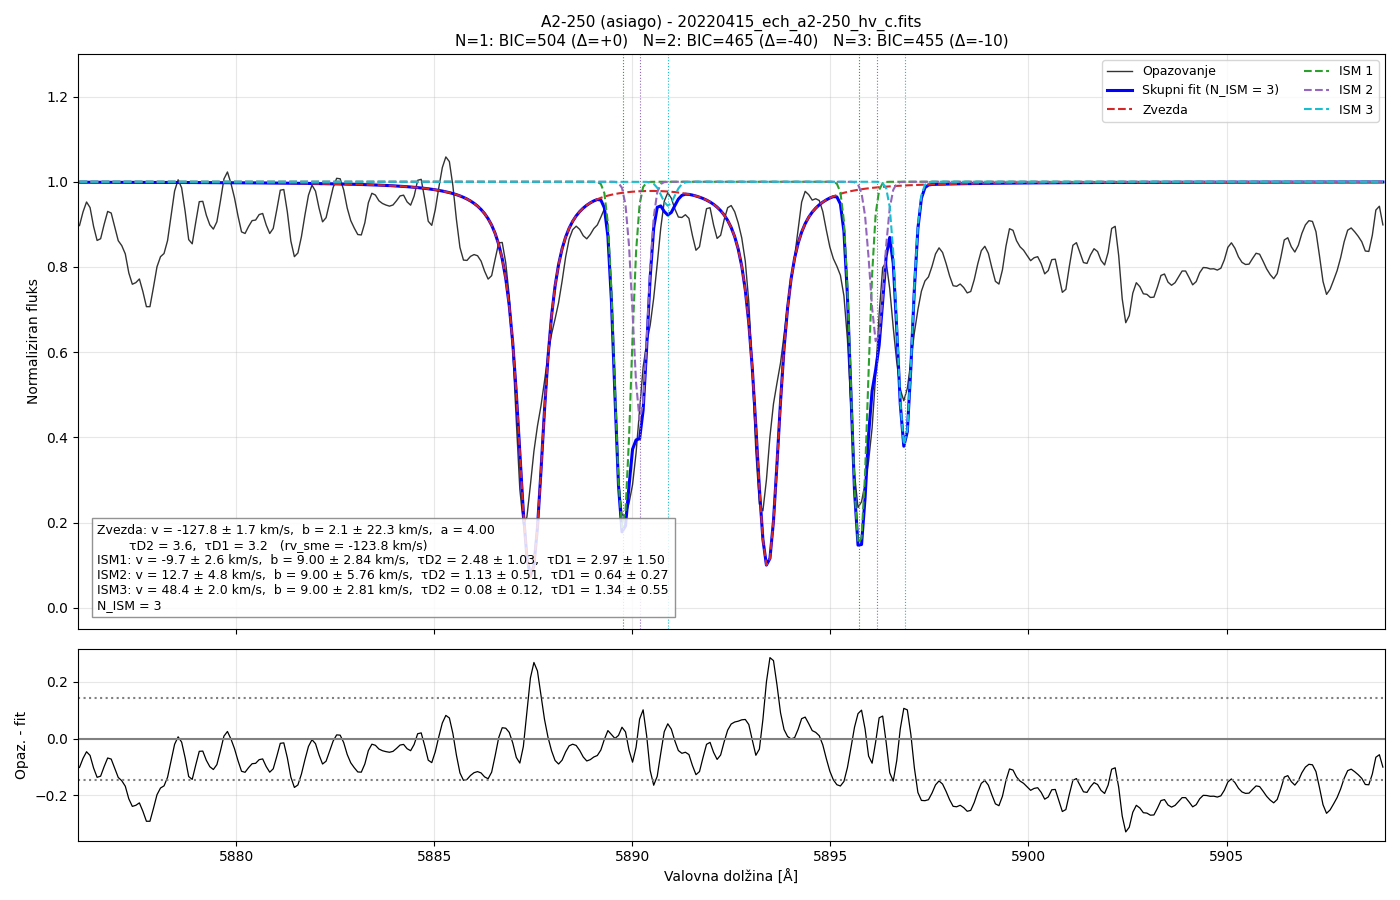 A2-250 (asiago) - 20220415_ech_a2-250_hv_c.fits
N=1: BIC=504 (Δ=+0)   N=2: BIC=465 (Δ=-40)   N=3: BIC=455 (Δ=-10)
Normaliziran fluks
1.2
1.0
0.8
0.6
0.4
0.2
0.0
Opazovanje
Skupni fit (N_ISM = 3)
Zvezda
ISM 1
ISM 2
ISM 3
Zvezda: v = -127.8 ± 1.7 km/s,  b = 2.1 ± 22.3 km/s,  a = 4.00
τD2 = 3.6,  τD1 = 3.2   (rv_sme = -123.8 km/s)
ISM1: v = -9.7 ± 2.6 km/s,  b = 9.00 ± 2.84 km/s,  τD2 = 2.48 ± 1.03,  τD1 = 2.97 ± 1.50
ISM2: v = 12.7 ± 4.8 km/s,  b = 9.00 ± 5.76 km/s,  τD2 = 1.13 ± 0.51,  τD1 = 0.64 ± 0.27
ISM3: v = 48.4 ± 2.0 km/s,  b = 9.00 ± 2.81 km/s,  τD2 = 0.08 ± 0.12,  τD1 = 1.34 ± 0.55
N_ISM = 3
Opaz. - fit
0.2
0.0
−0.2
5880
5885
5890
5895
5900
5905
Valovna dolžina [Å]